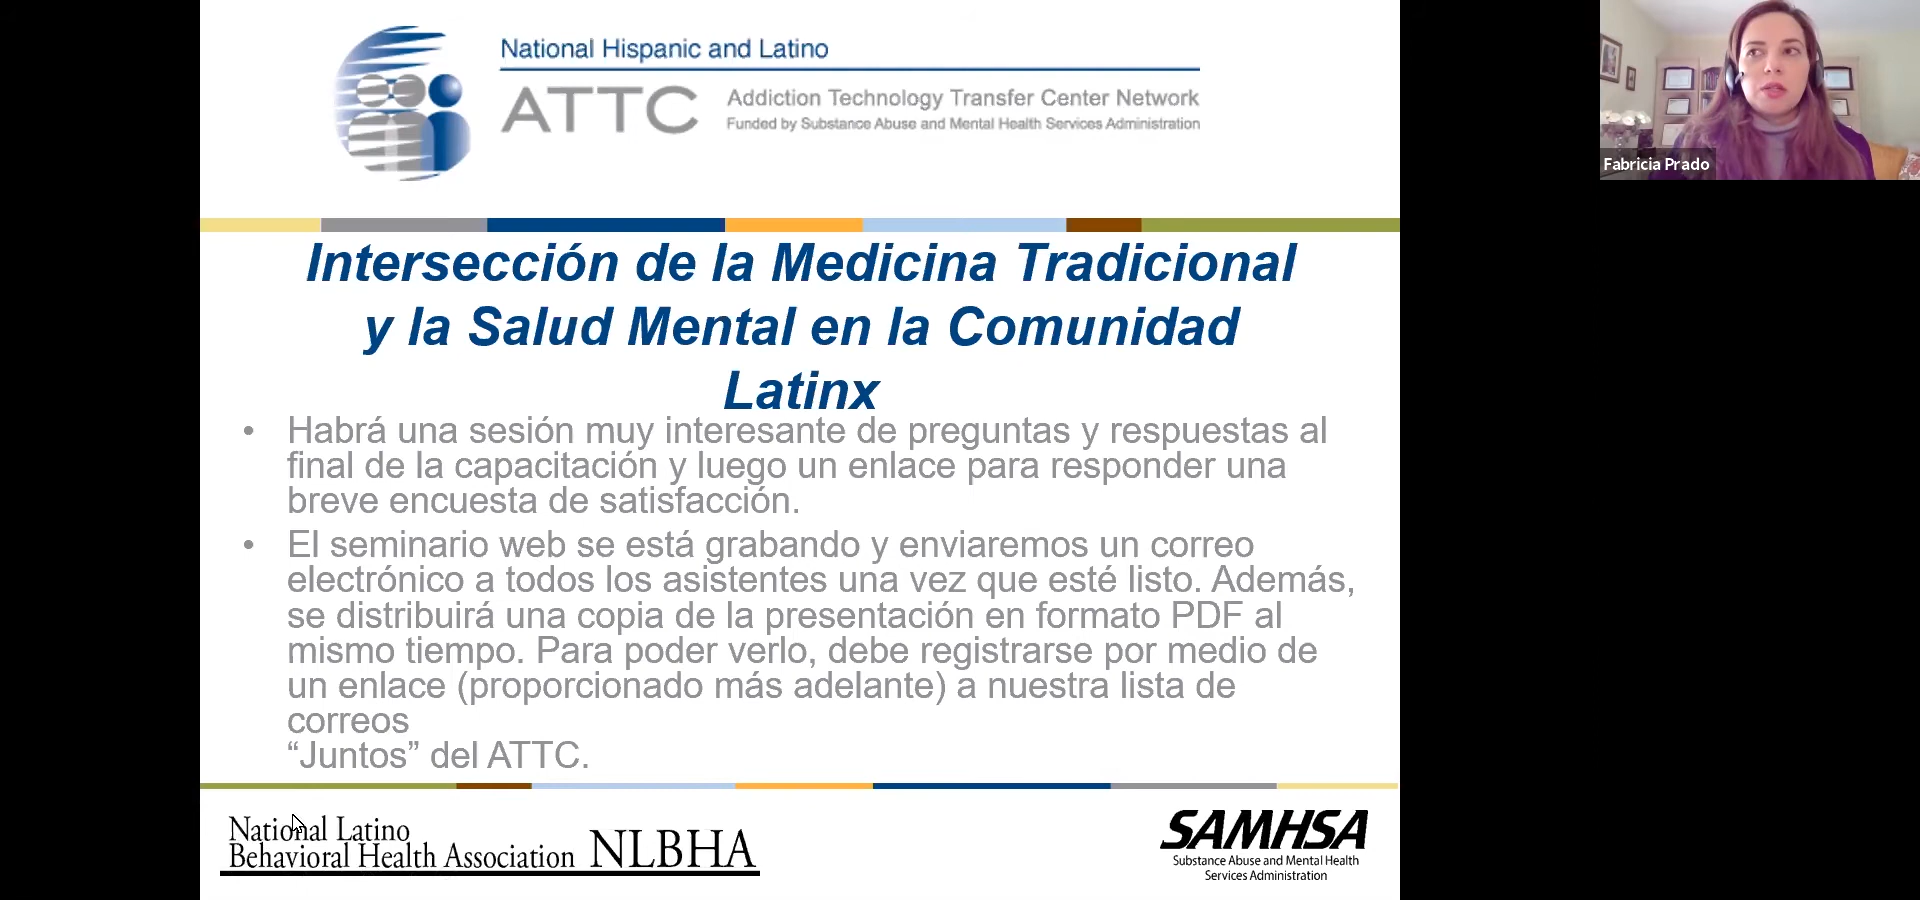 National Hispanic and Latino
ATTC
Addiction Technology Transfer Center Network
Funded by Substance Abuse and Mental Health Services Administration
Fabricia Prado
Intersección de la Medicina Tradicional
y la Salud Mental en la Comunidad
Latinx
• Habrá una sesión muy interesante de preguntas y respuestas al
final de la capacitación y luego un enlace para responder una
breve encuesta de satisfacción.
• El seminario web se está grabando y enviaremos un correo
electrónico a todos los asistentes una vez que esté listo. Además,
se distribuirá una copia de la presentación en formato PDF al
mismo tiempo. Para poder verlo, debe registrarse por medio de
un enlace (proporcionado más adelante) a nuestra lista de
correos
“Juntos” del ATTC.
National Latino
Behavioral Health Association NLBHA
SAMHSA
Substance Abuse and Mental Health
Services Administration